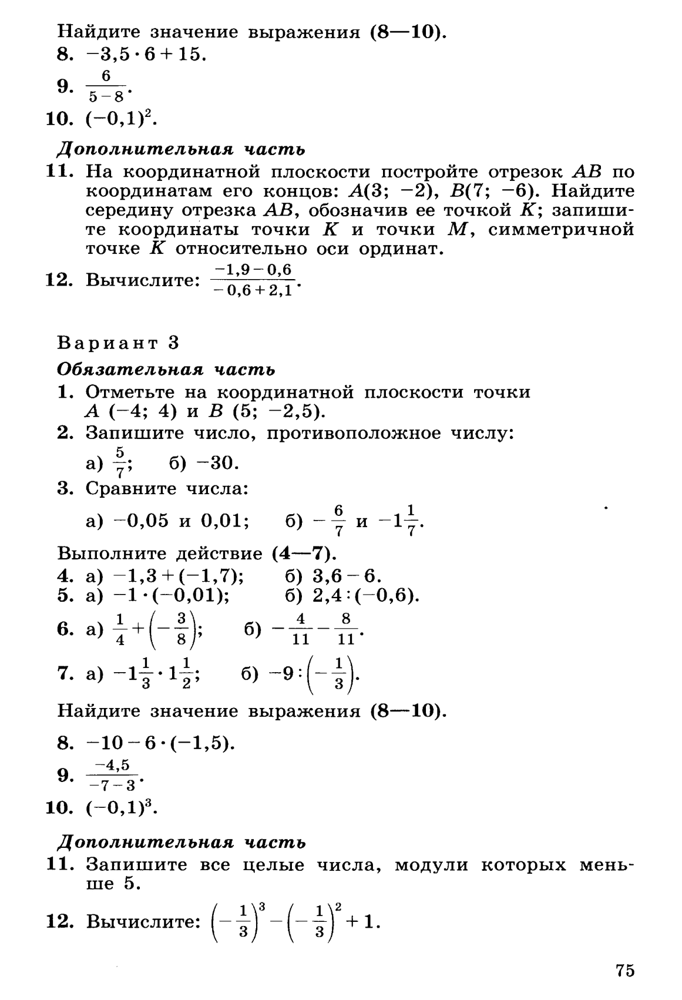 Найдите значение выражения (8—10).
8. −3,5 · 6 + 15.
9. 6/(5 − 8).
10. (−0,1)².
Дополнительная часть
11. На координатной плоскости постройте отрезок AB по
координатам его концов: A(3; −2), B(7; −6). Найдите
середину отрезка AB, обозначив ее точкой K; запиши-
те координаты точки K и точки M, симметричной
точке K относительно оси ординат.
12. Вычислите: (−1,9 − 0,6)/(−0,6 + 2,1).
Вариант 3
Обязательная часть
1. Отметьте на координатной плоскости точки
A (−4; 4) и B (5; −2,5).
2. Запишите число, противоположное числу:
а) 5/7; б) −30.
3. Сравните числа:
а) −0,05 и 0,01; б) −6/7 и −1 1/7.
Выполните действие (4—7).
4. а) −1,3 + (−1,7); б) 3,6 − 6.
5. а) −1 · (−0,01); б) 2,4 : (−0,6).
6. а) 1/4 + (−3/8); б) −4/11 − 8/11.
7. а) −1 1/3 · 1 1/2; б) −9 : (−1/3).
Найдите значение выражения (8—10).
8. −10 − 6 · (−1,5).
9. −4,5/(−7 − 3).
10. (−0,1)³.
Дополнительная часть
11. Запишите все целые числа, модули которых мень-
ше 5.
12. Вычислите: (−1/3)³ − (−1/3)² + 1.
75